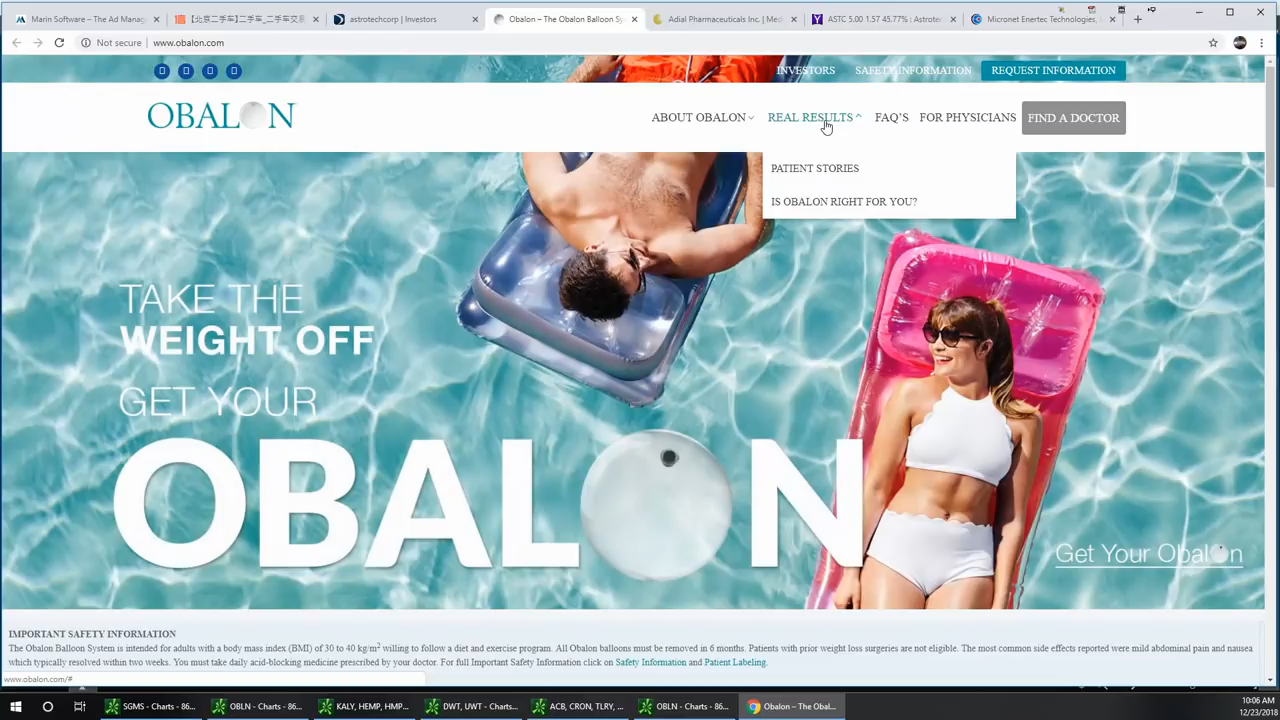 Marin Software – The Ad Manag
【北京二手车】二手车_二手车交易
astrotechcorp | Investors
Obalon – The Obalon Balloon S
Adial Pharmaceuticals Inc. | Med
ASTC 5.00 1.57 45.77% : Astrote
Micronet Enertec Technologies,
Not secure
www.obalon.com
INVESTORS
SAFETY INFORMATION
REQUEST INFORMATION
OBALON
ABOUT OBALON
REAL RESULTS
FAQ'S
FOR PHYSICIANS
FIND A DOCTOR
PATIENT STORIES
IS OBALON RIGHT FOR YOU?
TAKE THE
WEIGHT OFF
GET YOUR
OBALON
Get Your Obalon
IMPORTANT SAFETY INFORMATION
The Obalon Balloon System is intended for adults with a body mass index (BMI) of 30 to 40 kg/m² willing to follow a diet and exercise program. All Obalon balloons must be removed in 6 months. Patients with prior weight loss surgeries are not eligible. The most common side effects reported were mild abdominal pain and nausea
which typically resolved within two weeks. You must take daily acid-blocking medicine prescribed by your doctor. For full Important Safety Information click on Safety Information and Patient Labeling.
www.obalon.com/#
SGMS - Charts - 86...
OBLN - Charts - 86...
KALY, HEMP, HMP...
DWT, UWT - Charts...
ACB, CRON, TLRY, ...
OBLN - Charts - 86...
Obalon – The Obal...
10:06 AM
12/23/2018